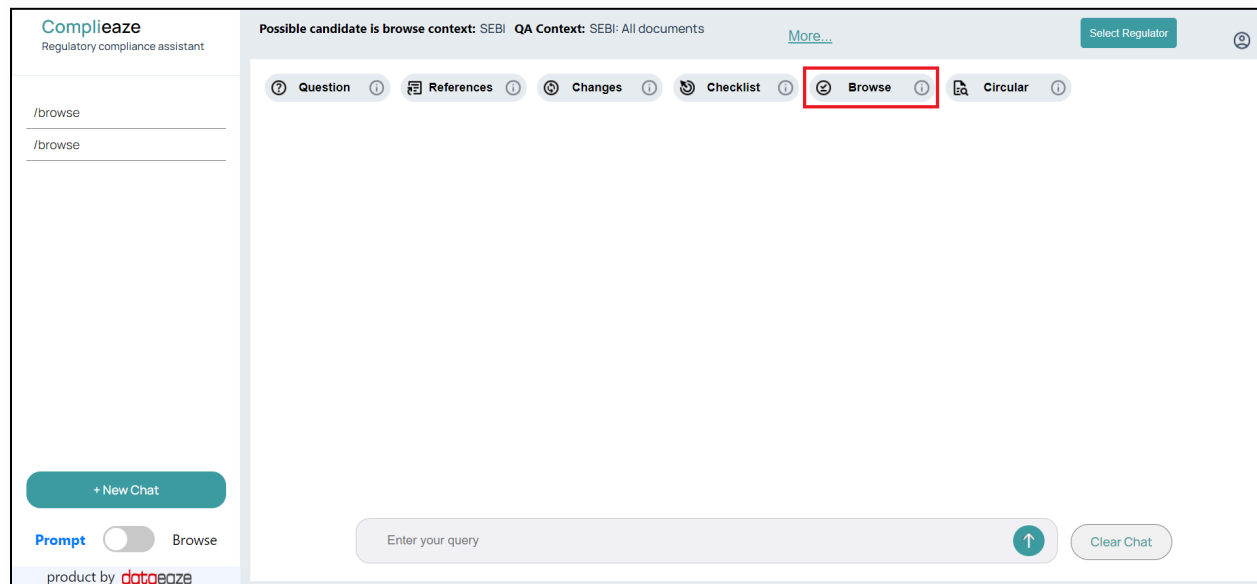 Complieaze
Regulatory compliance assistant
Possible candidate is browse context: SEBI QA Context: SEBI: All documents
More...
Select Regulator
Question
References
Changes
Checklist
Browse
Circular
/browse
/browse
+ New Chat
Prompt
Browse
Enter your query
Clear Chat
product by dataeaze